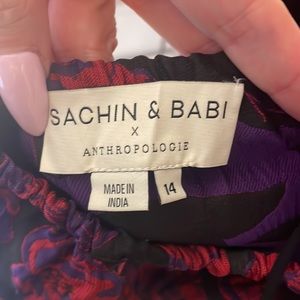 SACHIN & BABI
X
ANTHROPOLOGIE
MADE IN
INDIA
14